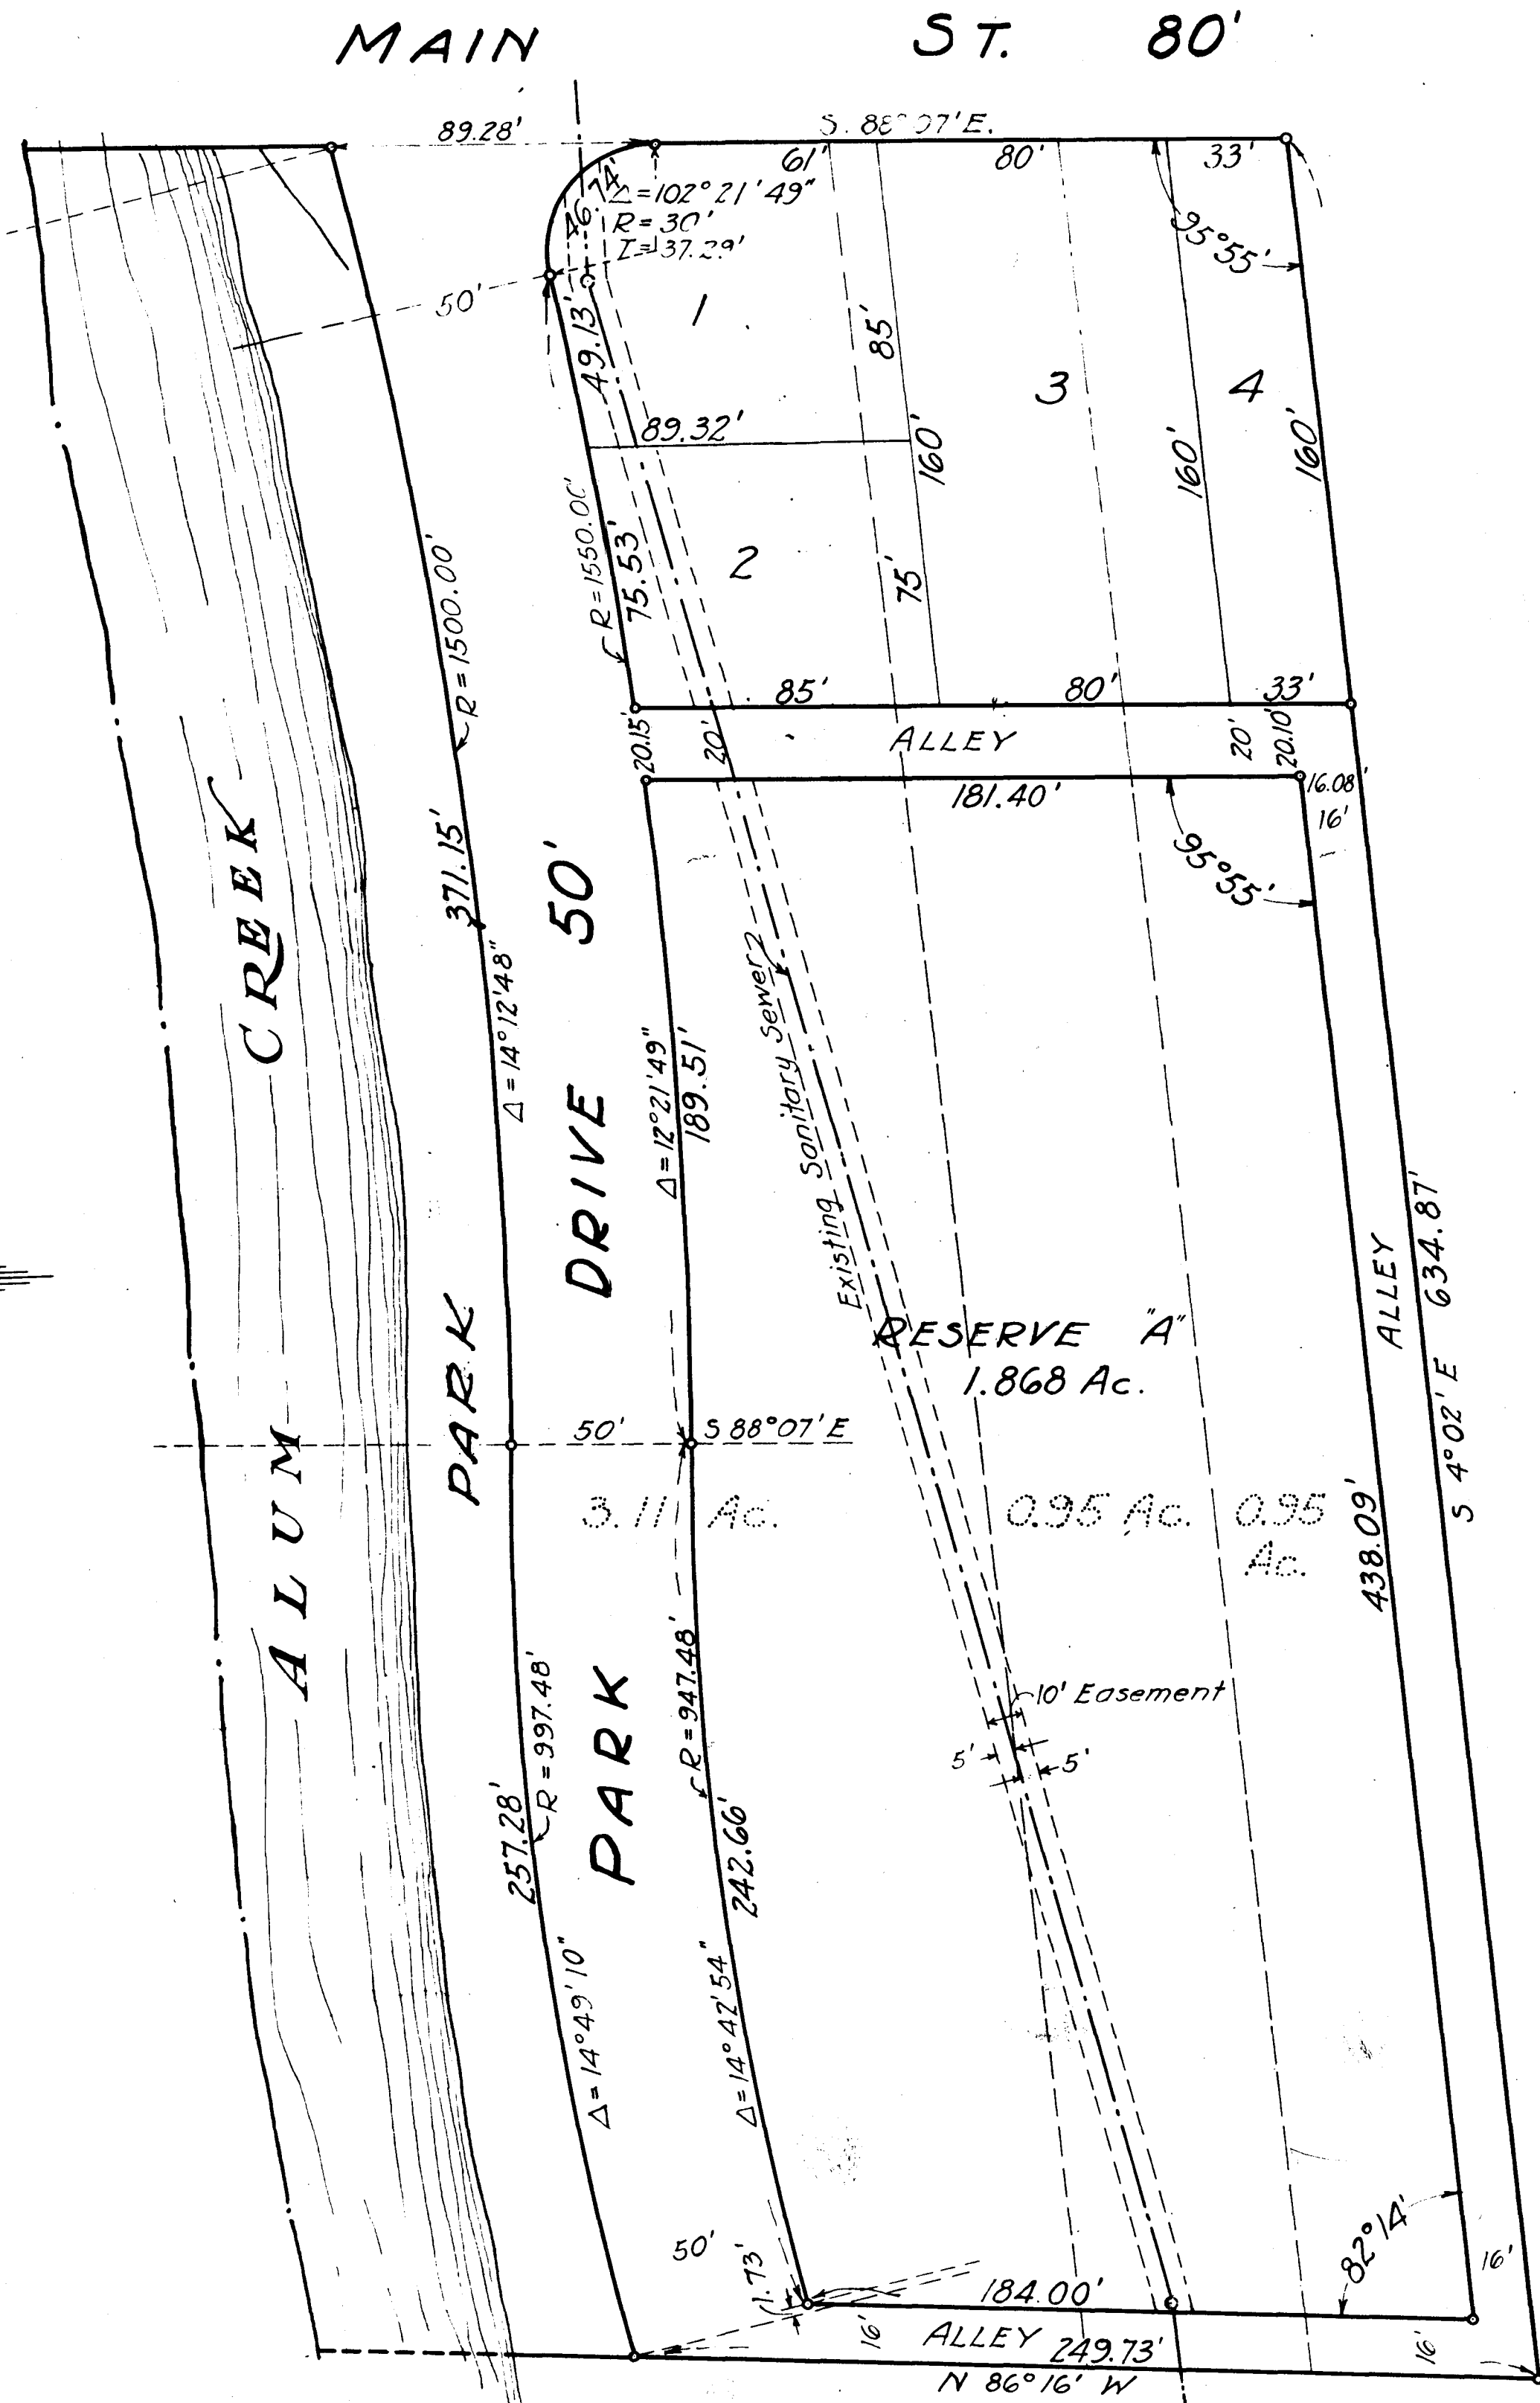 MAIN ST. 80'
89.28'
S. 88° 07' E.
61'
80'
33'
46.74'
Δ=102° 21' 49"
R=30'
T=37.29'
95°55'
50'
1
49.13'
85'
3
4
89.32'
160'
160'
160'
R=1550.00'
75.53'
2
75'
R=1500.00'
85'
80'
33'
20.15'
20'
ALLEY
20'
20.10'
181.40'
16.08'
16'
95°55'
371.15'
Δ=14°12'48"
ALUM CREEK
PARK
PARK DRIVE 50'
Δ=12°21'49"
189.51'
Existing Sanitary Sewer
RESERVE "A"
1.868 Ac.
ALLEY
S 4°02' E 634.87'
438.09'
50'
S 88°07' E
3.11 Ac.
0.95 Ac.
0.95
Ac.
R=997.48'
257.28'
Δ=14°49'10"
R=947.48'
242.66'
Δ=14°42'54"
10' Easement
5'
5'
50'
1.73'
184.00'
82°14'
16'
16'
ALLEY
249.73'
16'
N 86°16' W